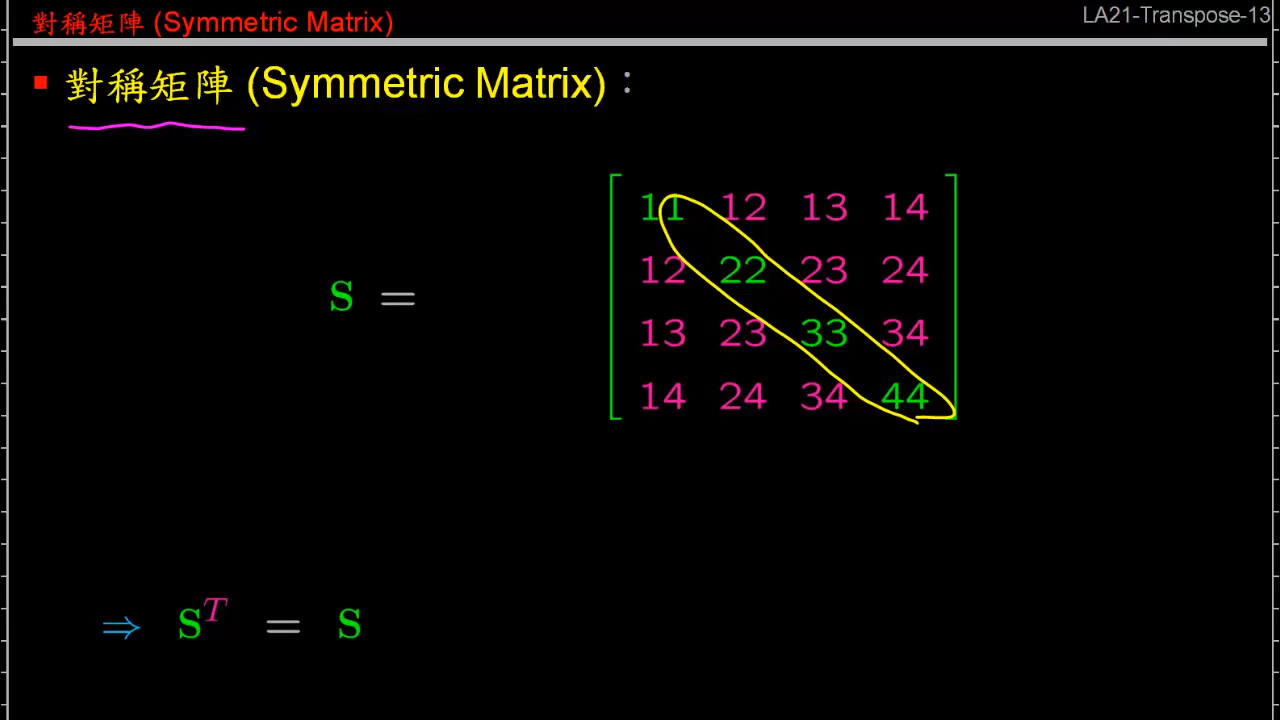 對稱矩陣 (Symmetric Matrix)
LA21-Transpose-13
對稱矩陣 (Symmetric Matrix)：
S =
11 12 13 14
12 22 23 24
13 23 33 34
14 24 34 44
⇒ S^T = S